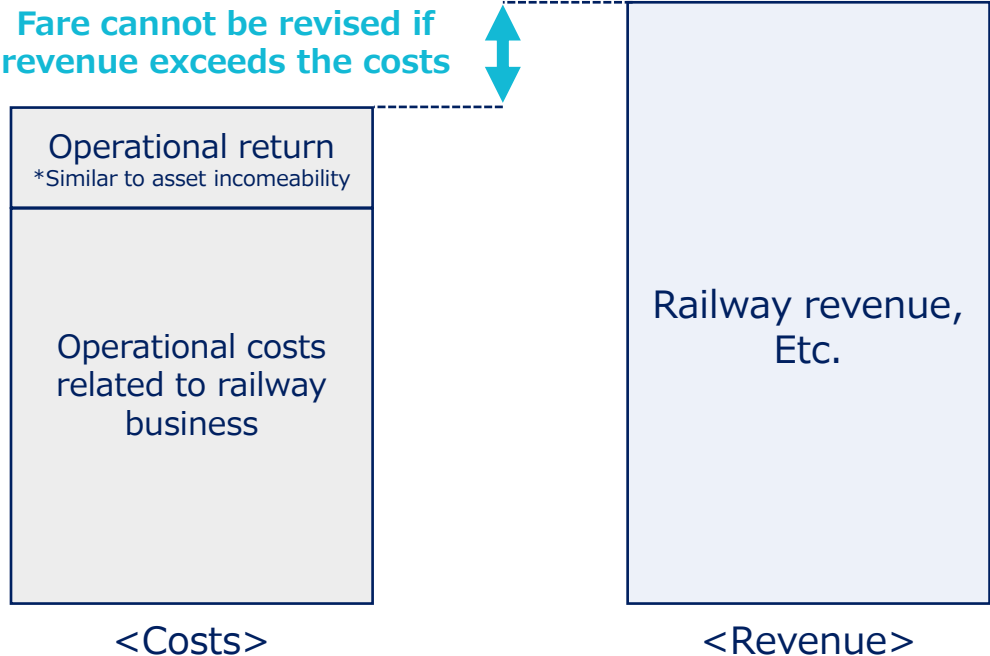 Fare cannot be revised if
revenue exceeds the costs
Operational return
*Similar to asset incomeability
Operational costs
related to railway
business
Railway revenue,
Etc.
<Costs>
<Revenue>